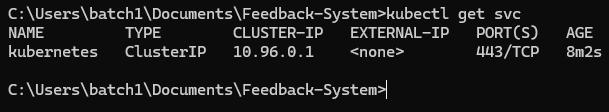 C:\Users\batch1\Documents\Feedback-System>kubectl get svc
NAME TYPE CLUSTER-IP EXTERNAL-IP PORT(S) AGE
kubernetes ClusterIP 10.96.0.1 <none> 443/TCP 8m2s
C:\Users\batch1\Documents\Feedback-System>